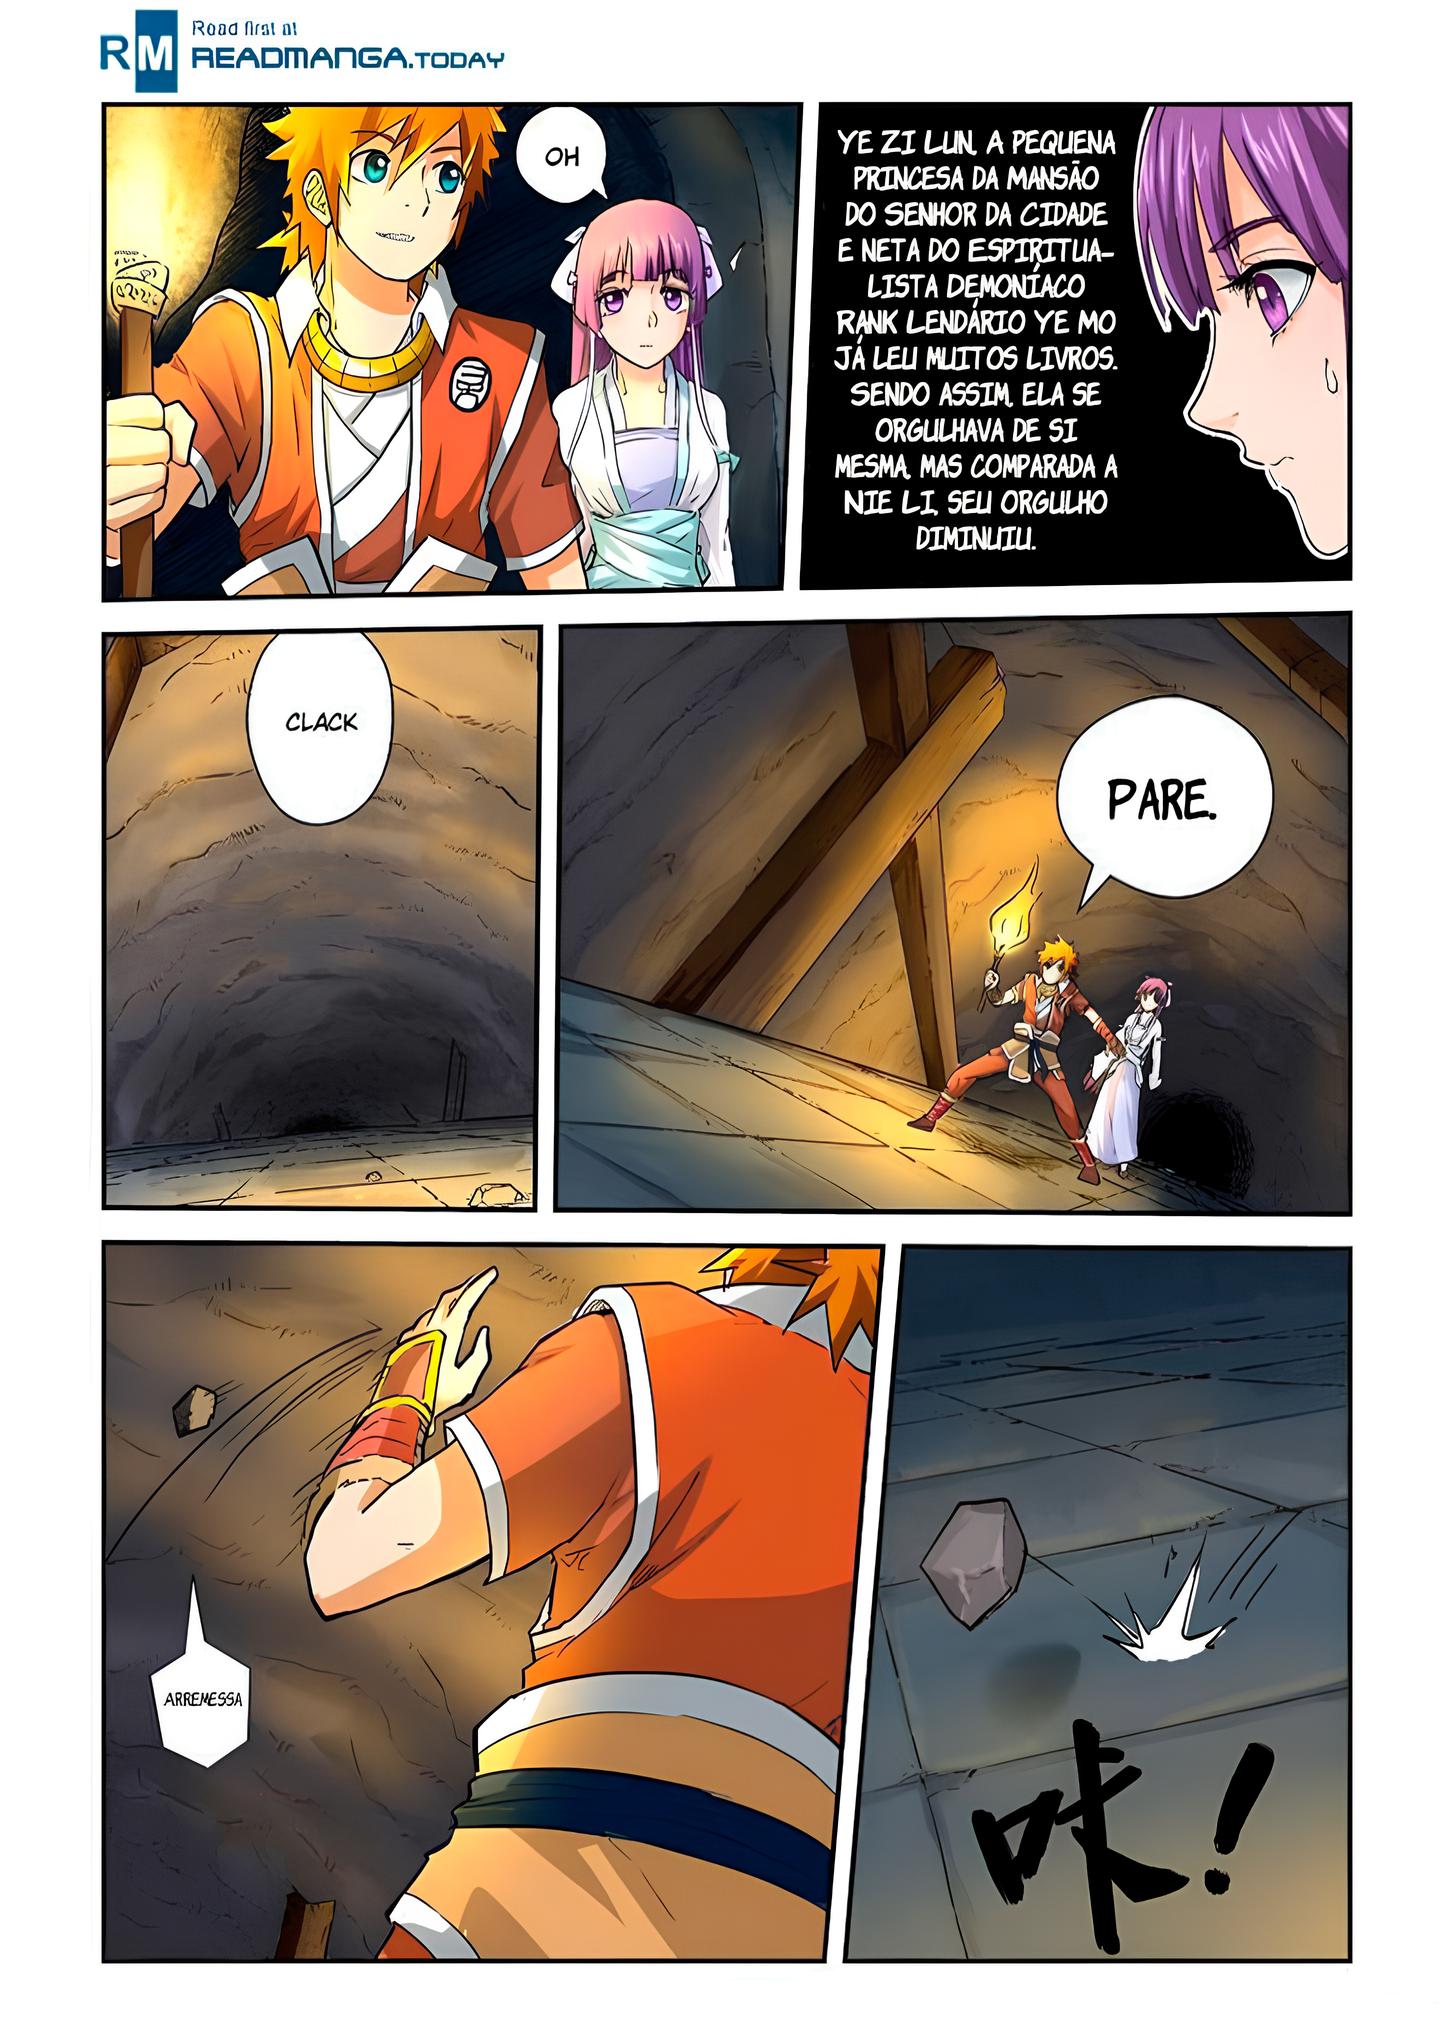 Read first at
RM READMANGA.TODAY
OH
YE ZI LUN, A PEQUENA
PRINCESA DA MANSÃO
DO SENHOR DA CIDADE
E NETA DO ESPIRITUA-
LISTA DEMONÍACO
RANK LENDÁRIO YE MO
JÁ LEU MUITOS LIVROS.
SENDO ASSIM, ELA SE
ORGULHAVA DE SI
MESMA, MAS COMPARADA A
NIE LI, SEU ORGULHO
DIMINUIU.
CLACK
PARE.
ARREMESSA
咔!